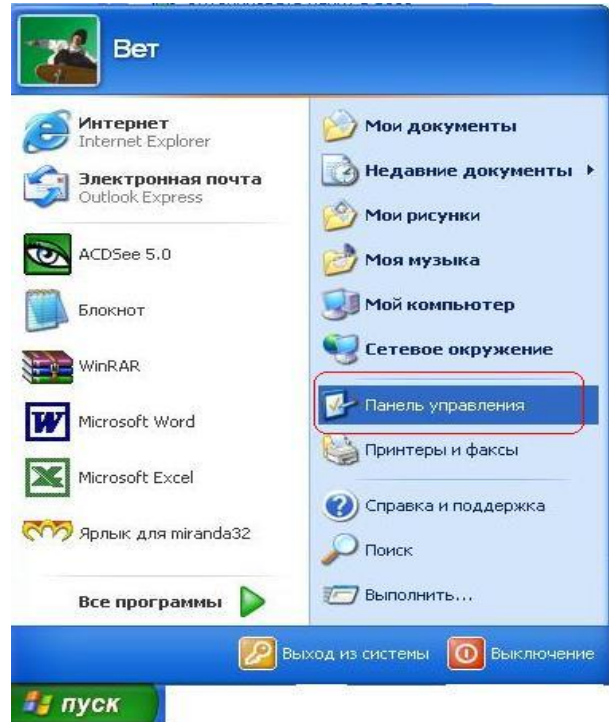 Вет
Интернет
Internet Explorer
Электронная почта
Outlook Express
ACDSee 5.0
Блокнот
WinRAR
Microsoft Word
Microsoft Excel
Ярлык для miranda32
Все программы
Мои документы
Недавние документы
Мои рисунки
Моя музыка
Мой компьютер
Сетевое окружение
Панель управления
Принтеры и факсы
Справка и поддержка
Поиск
Выполнить...
Выход из системы
Выключение
пуск